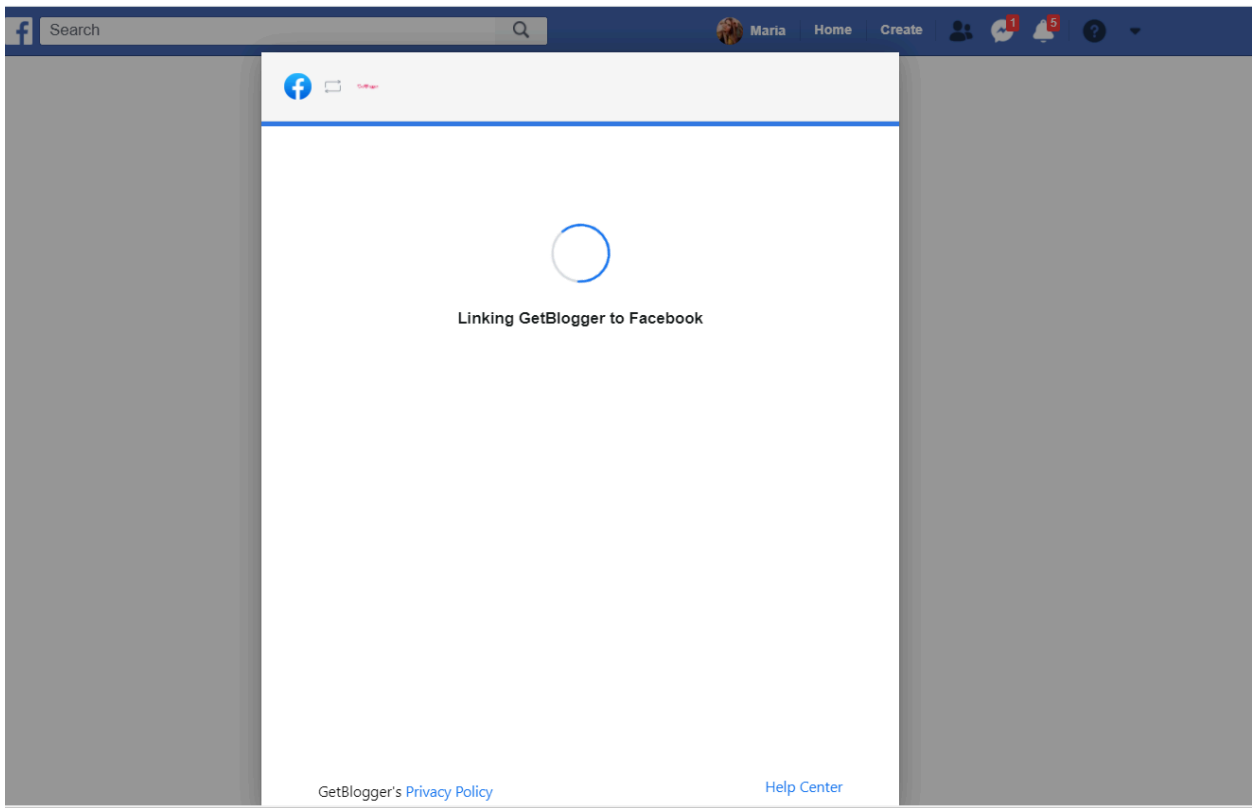 Search
Maria Home Create 1 5 ?
Linking GetBlogger to Facebook
GetBlogger's Privacy Policy
Help Center